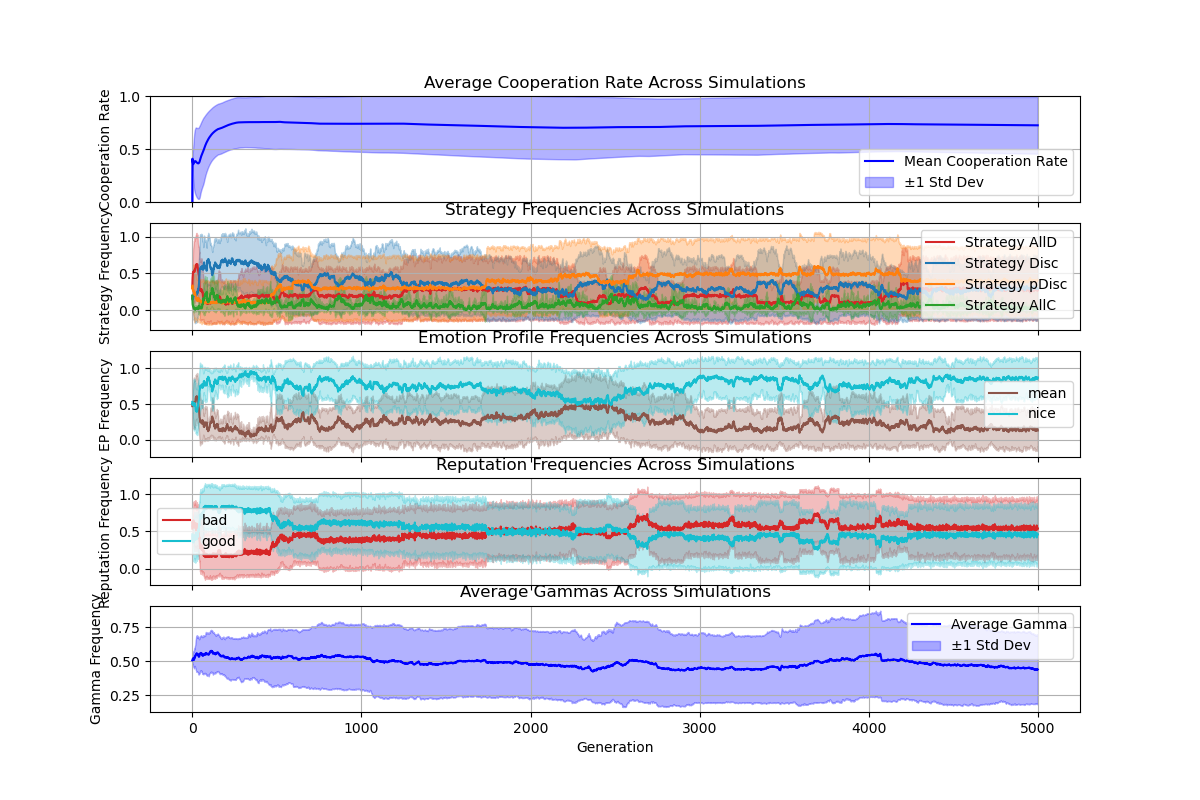 Average Cooperation Rate Across Simulations
Cooperation Rate
1.0
0.5
0.0
Mean Cooperation Rate
±1 Std Dev
Strategy Frequencies Across Simulations
Strategy Frequency
1.0
0.5
0.0
Strategy AllD
Strategy Disc
Strategy pDisc
Strategy AllC
Emotion Profile Frequencies Across Simulations
EP Frequency
1.0
0.5
0.0
mean
nice
Reputation Frequencies Across Simulations
Reputation Frequency
1.0
0.5
0.0
bad
good
Average Gammas Across Simulations
Gamma Frequency
0.75
0.50
0.25
Average Gamma
±1 Std Dev
0 1000 2000 3000 4000 5000
Generation